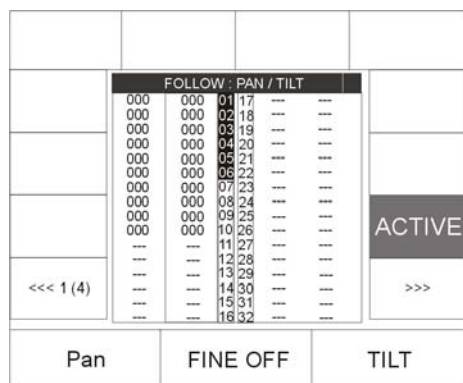 FOLLOW : PAN / TILT
000 000 01 17 --- ---
000 000 02 18 --- ---
000 000 03 19 --- ---
000 000 04 20 --- ---
000 000 05 21 --- ---
000 000 06 22 --- ---
000 000 07 23 --- ---
000 000 08 24 --- ---
000 000 09 25 --- ---
000 000 10 26 --- ---
--- --- 11 27 --- ---
--- --- 12 28 --- ---
--- --- 13 29 --- ---
--- --- 14 30 --- ---
--- --- 15 31 --- ---
--- --- 16 32 --- ---
ACTIVE
<<< 1 (4)
>>>
Pan
FINE OFF
TILT